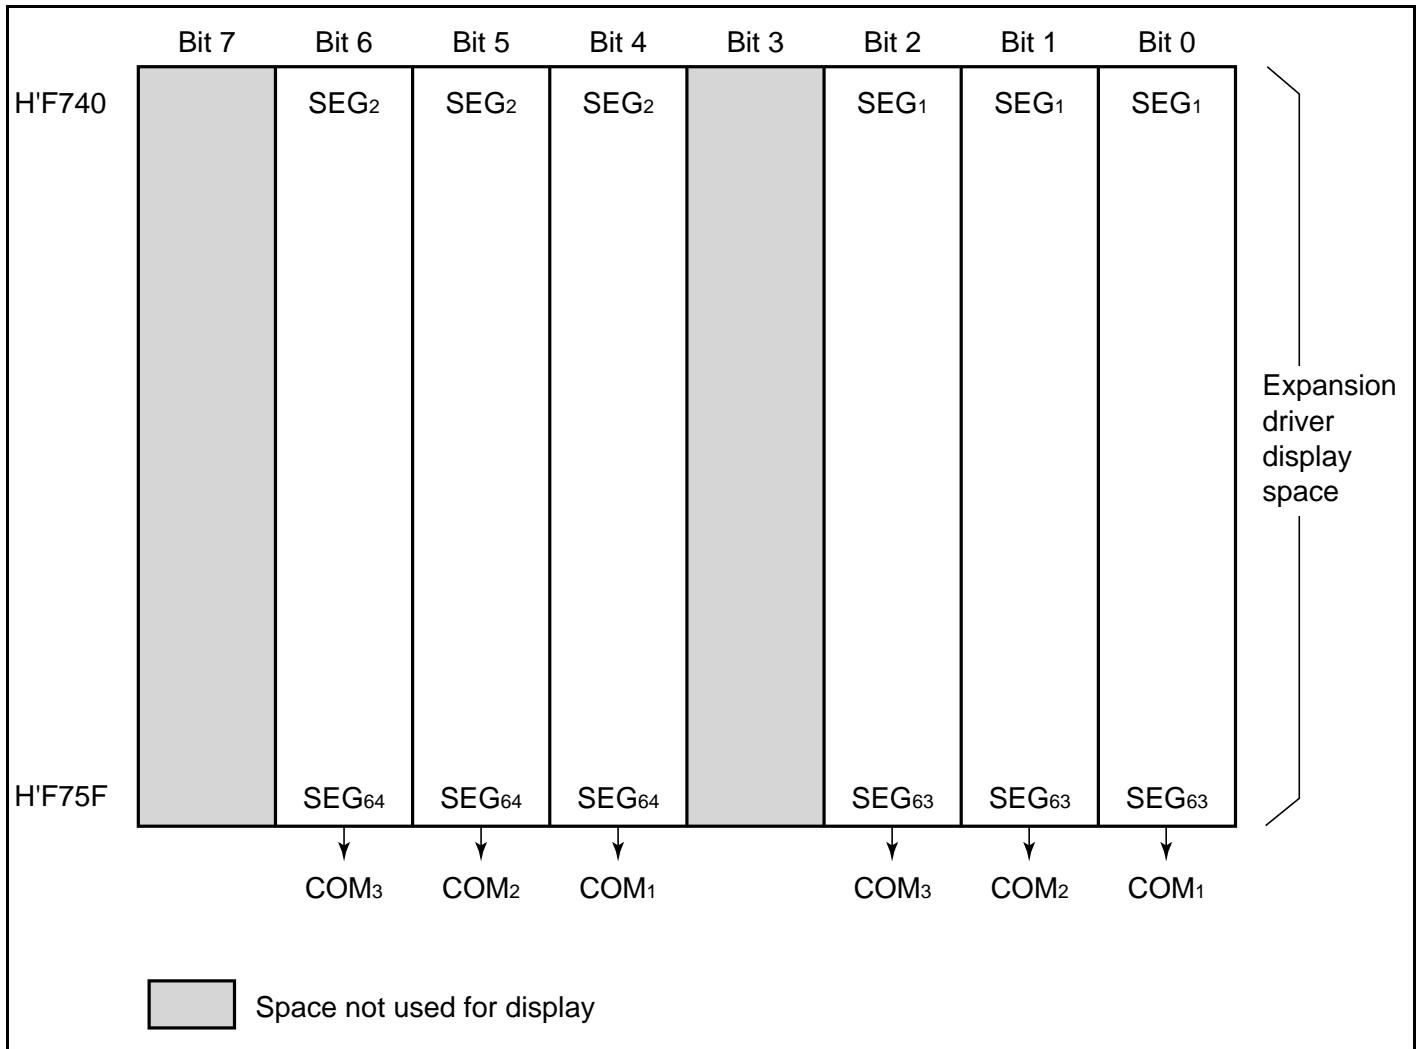 Bit 7 Bit 6 Bit 5 Bit 4 Bit 3 Bit 2 Bit 1 Bit 0
H'F740 SEG2 SEG2 SEG2 SEG1 SEG1 SEG1
Expansion
driver
display
space
H'F75F SEG64 SEG64 SEG64 SEG63 SEG63 SEG63
COM3 COM2 COM1 COM3 COM2 COM1
Space not used for display